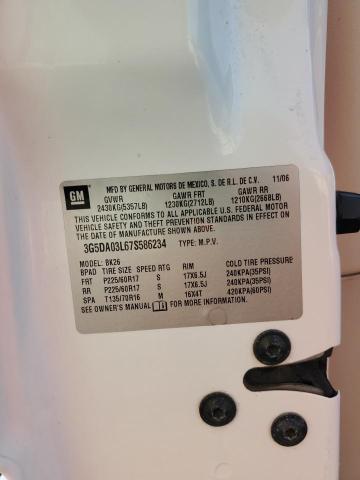 GM
MFD BY GENERAL MOTORS DE MEXICO, S. DE R.L. DE C.V. 11/06
GVWR GAWR FRT GAWR RR
2430KG(5357LB) 1230KG(2712LB) 1210KG(2668LB)
THIS VEHICLE CONFORMS TO ALL APPLICABLE U.S. FEDERAL MOTOR
VEHICLE SAFETY AND THEFT PREVENTION STANDARDS IN EFFECT ON THE
DATE OF MANUFACTURE SHOWN ABOVE.
3G5DA03L67S586234 TYPE: M.P.V.
MODEL: BK26
BPAD TIRE SIZE SPEED RTG RIM COLD TIRE PRESSURE
FRT P225/60R17 S 17X6.5J 240KPA(35PSI)
RR P225/60R17 S 17X6.5J 240KPA(35PSI)
SPA T135/70R16 M 16X4T 420KPA(60PSI)
SEE OWNER'S MANUAL FOR MORE INFORMATION.